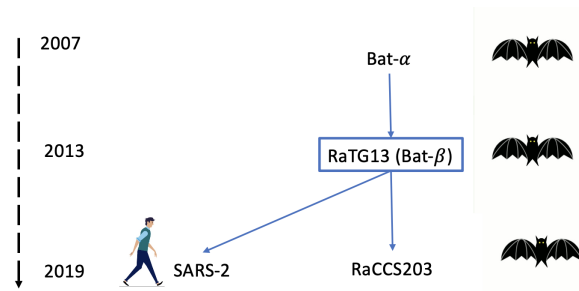 2007
Bat-α
2013
RaTG13 (Bat-β)
2019
SARS-2
RaCCS203